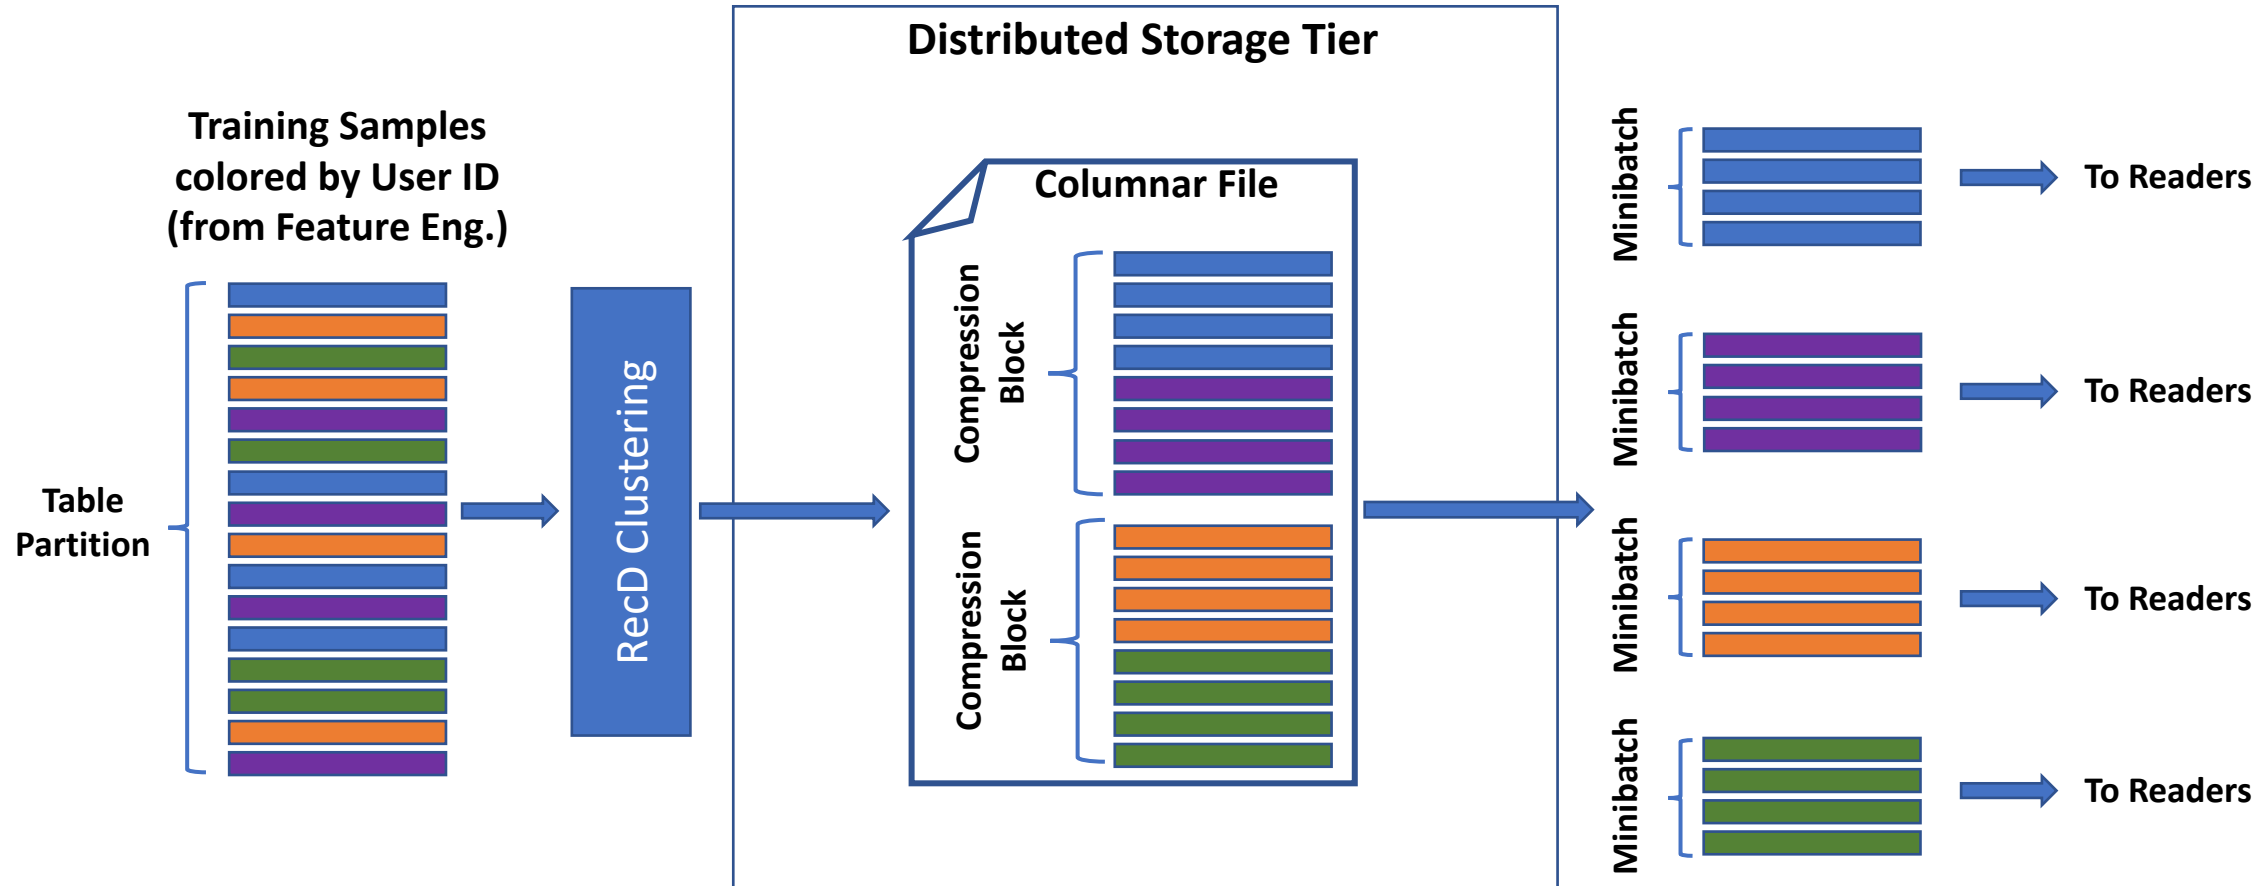 Distributed Storage Tier
Training Samples
colored by User ID
(from Feature Eng.)
Table
Partition
RecD Clustering
Columnar File
Compression
Block
Compression
Block
Minibatch
To Readers
Minibatch
To Readers
Minibatch
To Readers
Minibatch
To Readers